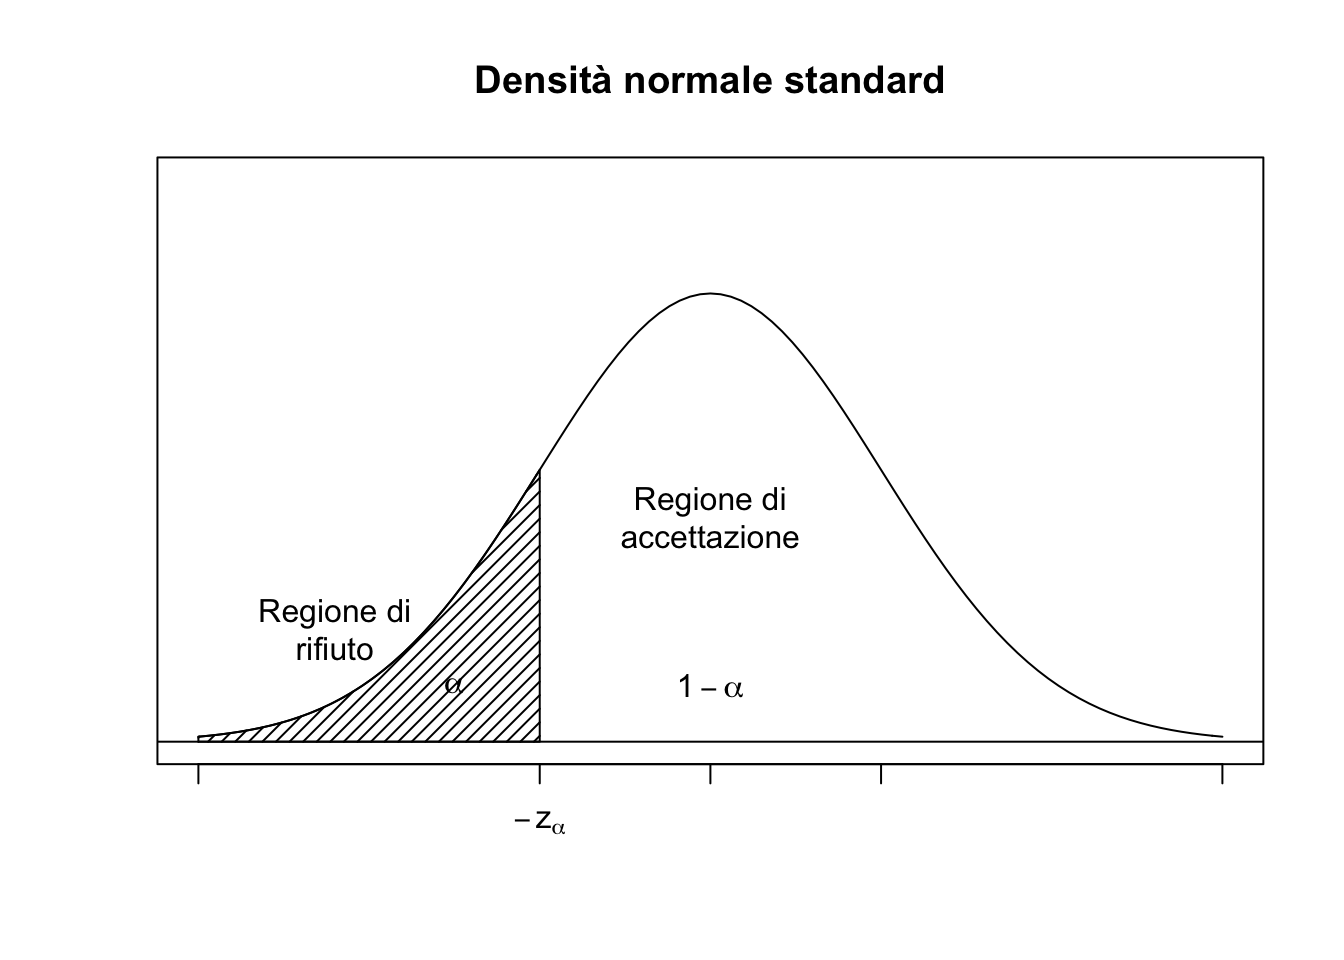 Densità normale standard
Regione di
accettazione
Regione di
rifiuto
α
1 − α
− zα